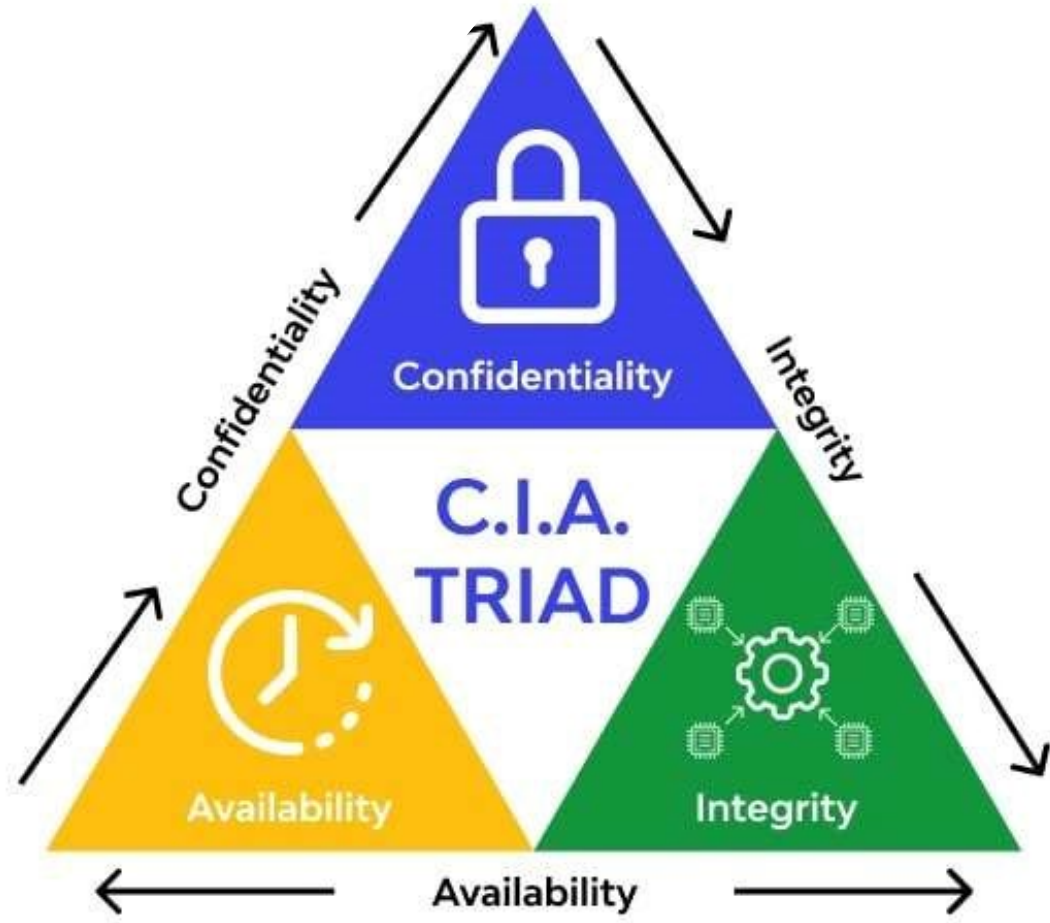 Confidentiality
Confidentiality
Integrity
C.I.A.
TRIAD
Availability
Integrity
Availability